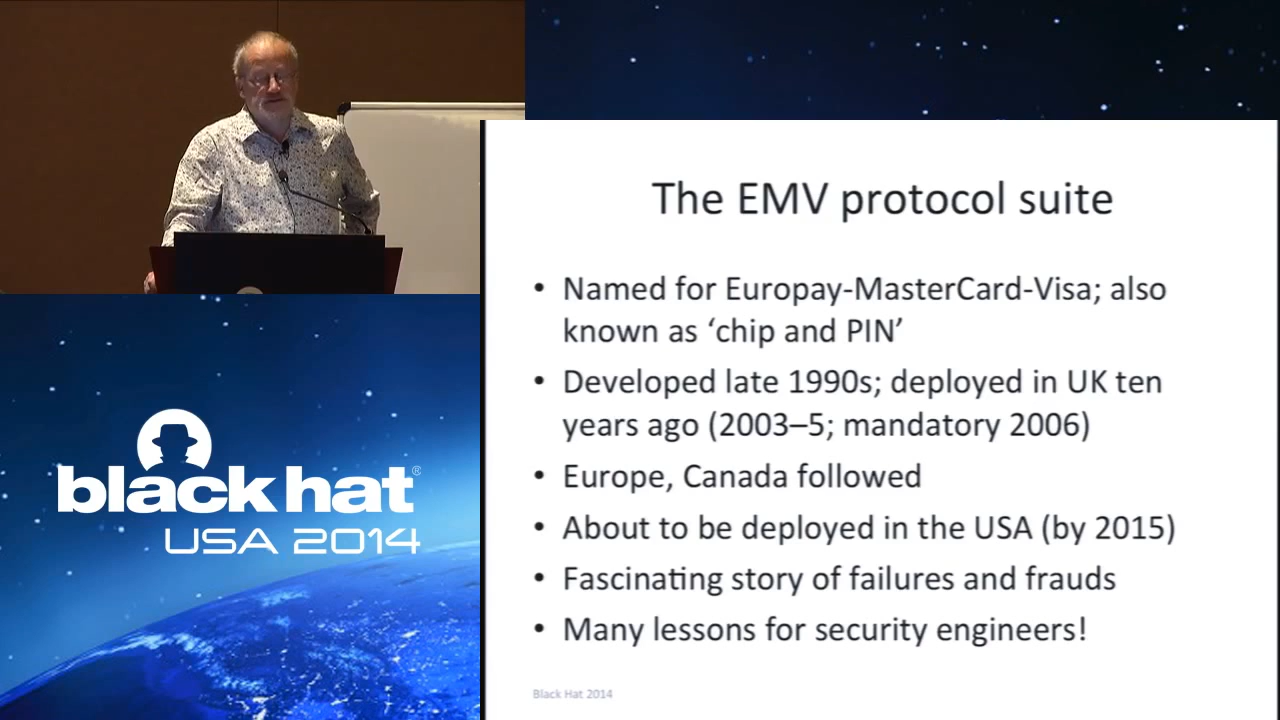 The EMV protocol suite
• Named for Europay-MasterCard-Visa; also
known as ‘chip and PIN’
• Developed late 1990s; deployed in UK ten
years ago (2003–5; mandatory 2006)
• Europe, Canada followed
• About to be deployed in the USA (by 2015)
• Fascinating story of failures and frauds
• Many lessons for security engineers!
Black Hat 2014
black hat®
USA 2014